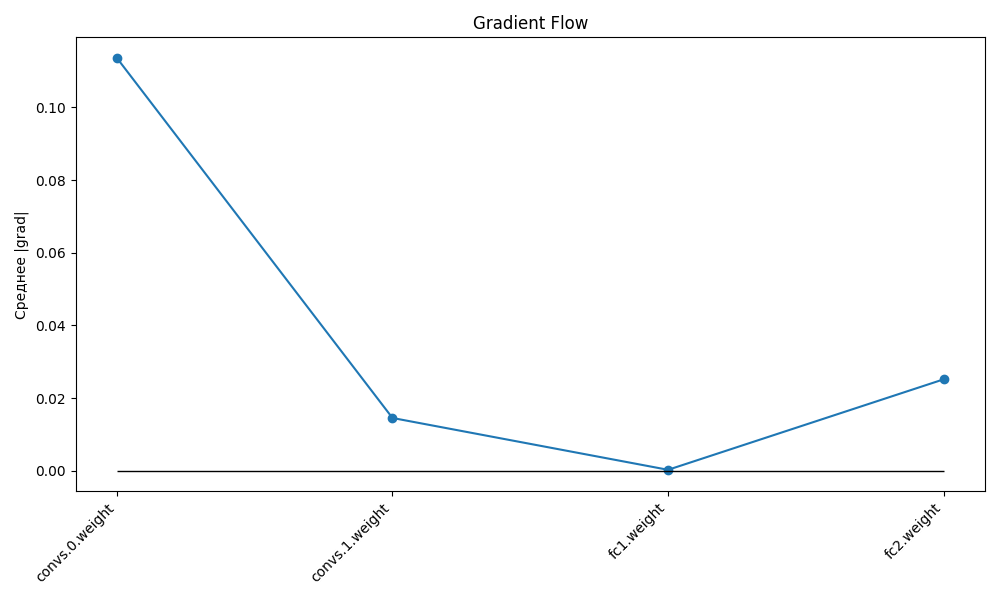 Gradient Flow
Среднее |grad|
0.10
0.08
0.06
0.04
0.02
0.00
convs.0.weight
convs.1.weight
fc1.weight
fc2.weight